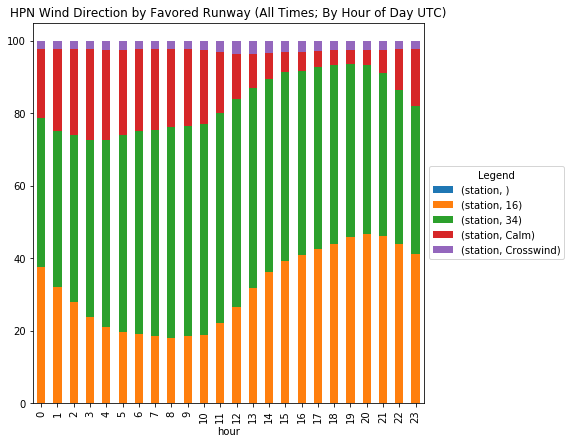 HPN Wind Direction by Favored Runway (All Times; By Hour of Day UTC)
100
80
60
40
20
0
0 1 2 3 4 5 6 7 8 9 10 11 12 13 14 15 16 17 18 19 20 21 22 23
hour
Legend
(station, )
(station, 16)
(station, 34)
(station, Calm)
(station, Crosswind)